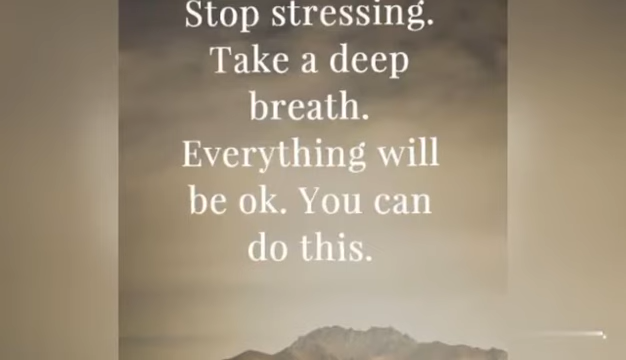 Stop stressing.
Take a deep
breath.
Everything will
be ok. You can
do this.